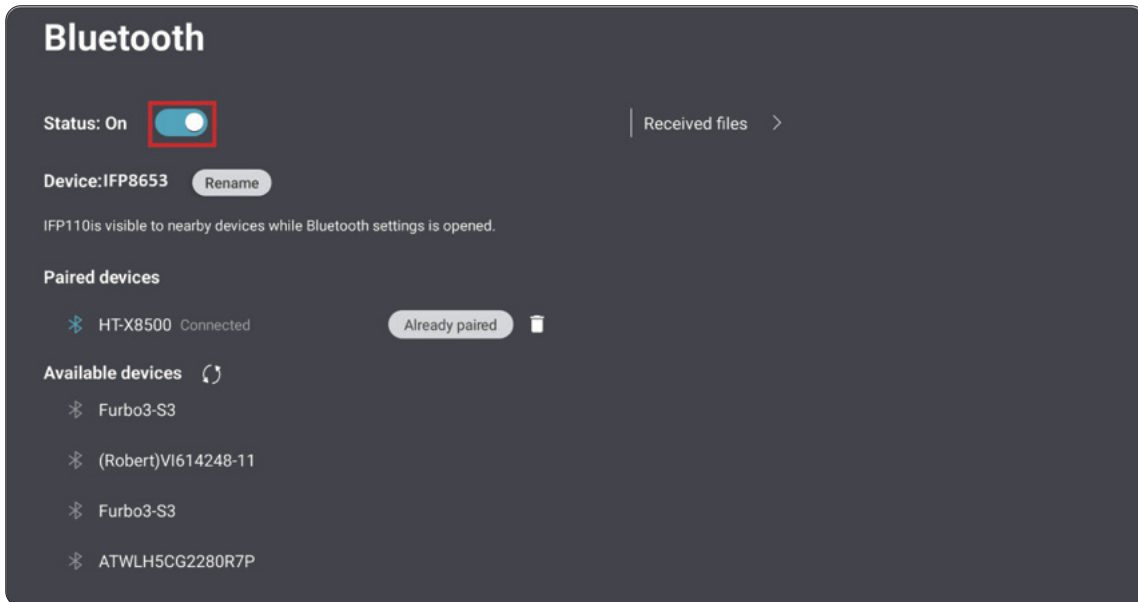 Bluetooth
Status: On
Received files
Device:IFP8653 Rename
IFP110is visible to nearby devices while Bluetooth settings is opened.
Paired devices
HT-X8500 Connected Already paired
Available devices
Furbo3-S3
(Robert)VI614248-11
Furbo3-S3
ATWLH5CG2280R7P